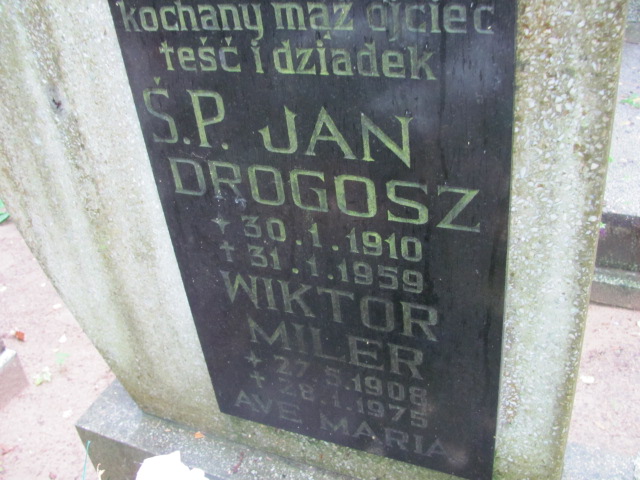 kochany mąż ojciec
teść i dziadek
Ś.P. JAN
DROGOSZ
* 30.1.1910
† 31.1.1959
WIKTOR
MILER
* 27.5.1908
† 28.1.1975
AVE MARIA